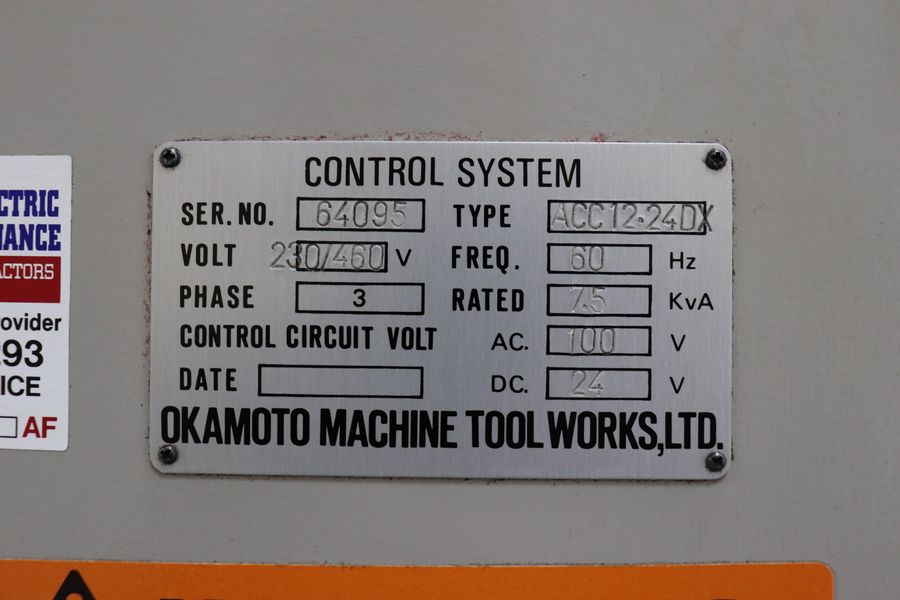 CONTROL SYSTEM
SER. NO. 64095 TYPE ACC12·24DX
VOLT 230/460 V FREQ. 60 Hz
PHASE 3 RATED 7.5 KVA
CONTROL CIRCUIT VOLT AC. 100 V
DATE DC. 24 V
OKAMOTO MACHINE TOOL WORKS,LTD.
CTRIC
NANCE
ACTORS
rovider
93
ICE
AF